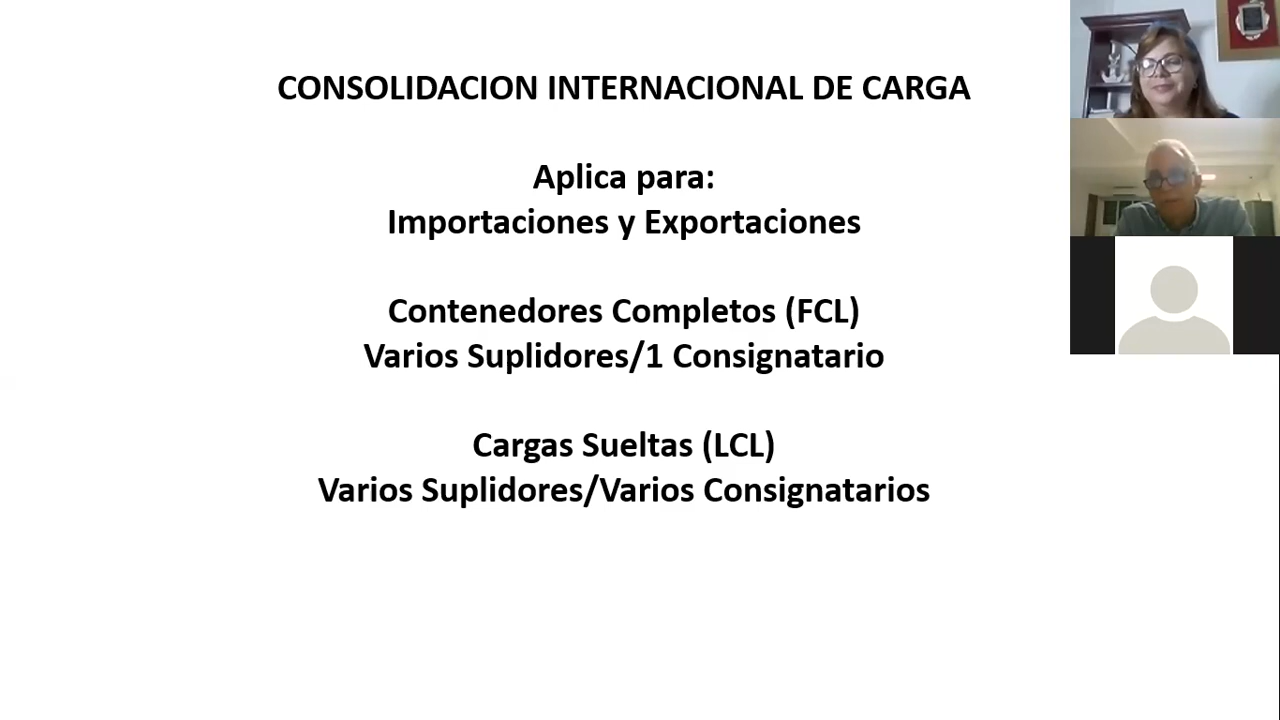 CONSOLIDACION INTERNACIONAL DE CARGA
Aplica para:
Importaciones y Exportaciones
Contenedores Completos (FCL)
Varios Suplidores/1 Consignatario
Cargas Sueltas (LCL)
Varios Suplidores/Varios Consignatarios